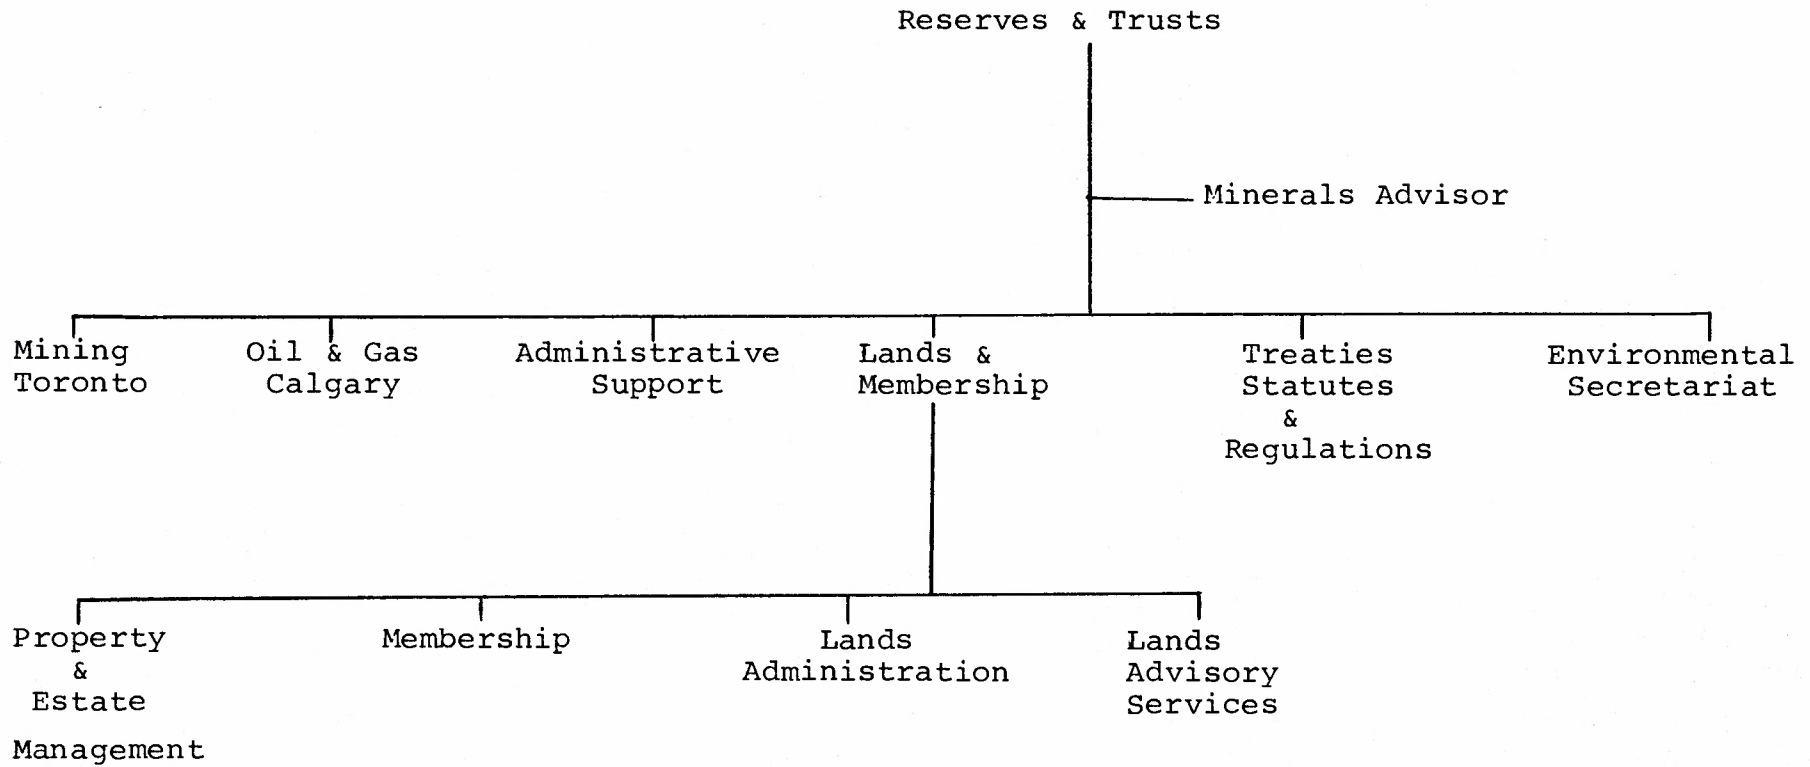 Reserves & Trusts
Minerals Advisor
Mining
Toronto
Oil & Gas
Calgary
Administrative
Support
Lands &
Membership
Treaties
Statutes
&
Regulations
Environmental
Secretariat
Property
&
Estate
Management
Membership
Lands
Administration
Lands
Advisory
Services